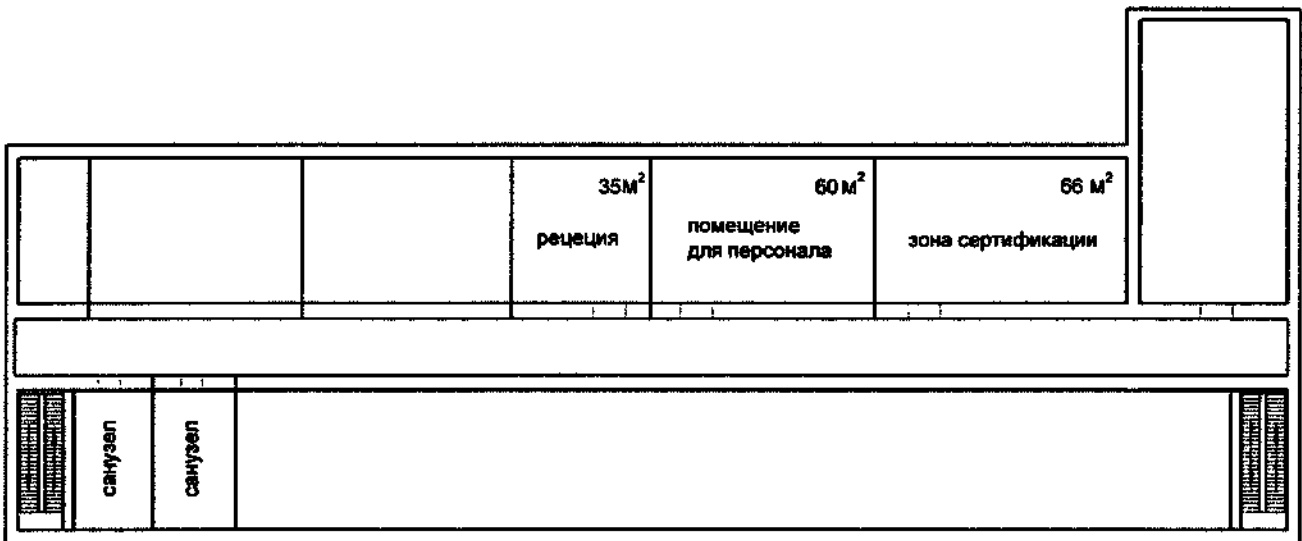 35м²
60 м²
66 м²
рецеция
помещение
для персонала
зона сертификации
санузел
санузел